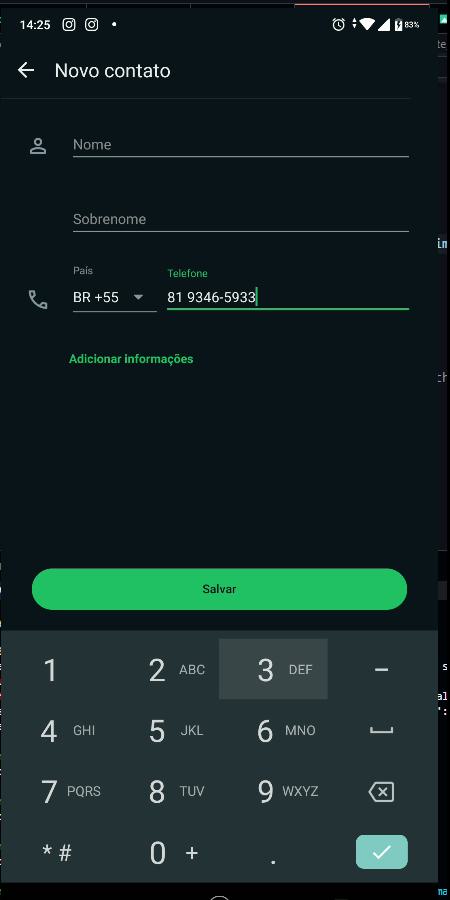 14:25 83%
Novo contato
Nome
Sobrenome
País Telefone
BR +55 81 9346-5933
Adicionar informações
Salvar
1 2 ABC 3 DEF -
4 GHI 5 JKL 6 MNO
7 PQRS 8 TUV 9 WXYZ
* # 0 + .